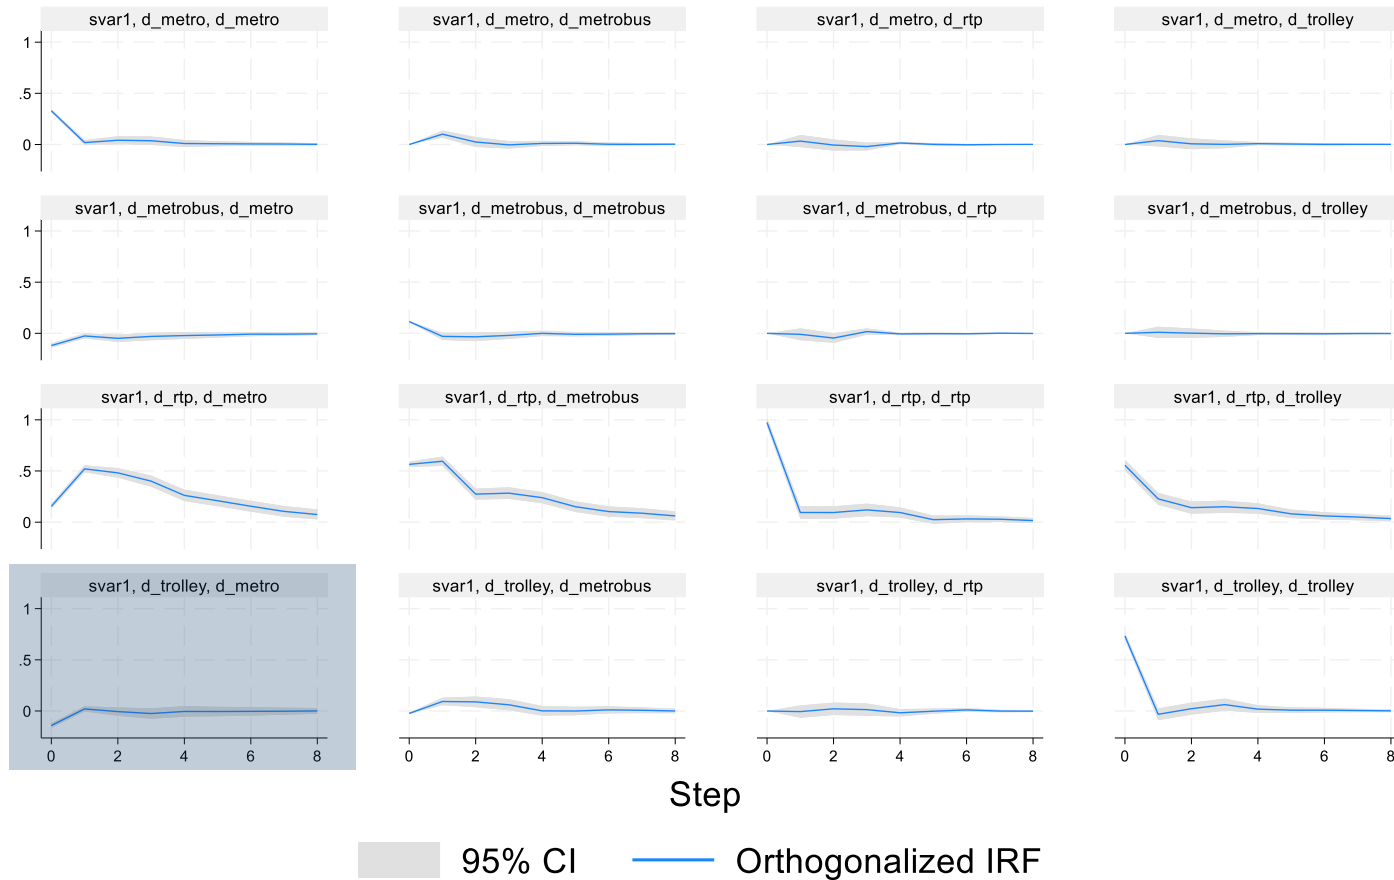 svar1, d_metro, d_metro
svar1, d_metro, d_metrobus
svar1, d_metro, d_rtp
svar1, d_metro, d_trolley
1
.5
0
svar1, d_metrobus, d_metro
svar1, d_metrobus, d_metrobus
svar1, d_metrobus, d_rtp
svar1, d_metrobus, d_trolley
1
.5
0
svar1, d_rtp, d_metro
svar1, d_rtp, d_metrobus
svar1, d_rtp, d_rtp
svar1, d_rtp, d_trolley
1
.5
0
svar1, d_trolley, d_metro
svar1, d_trolley, d_metrobus
svar1, d_trolley, d_rtp
svar1, d_trolley, d_trolley
1
.5
0
0 2 4 6 8
0 2 4 6 8
0 2 4 6 8
0 2 4 6 8
Step
95% CI
Orthogonalized IRF